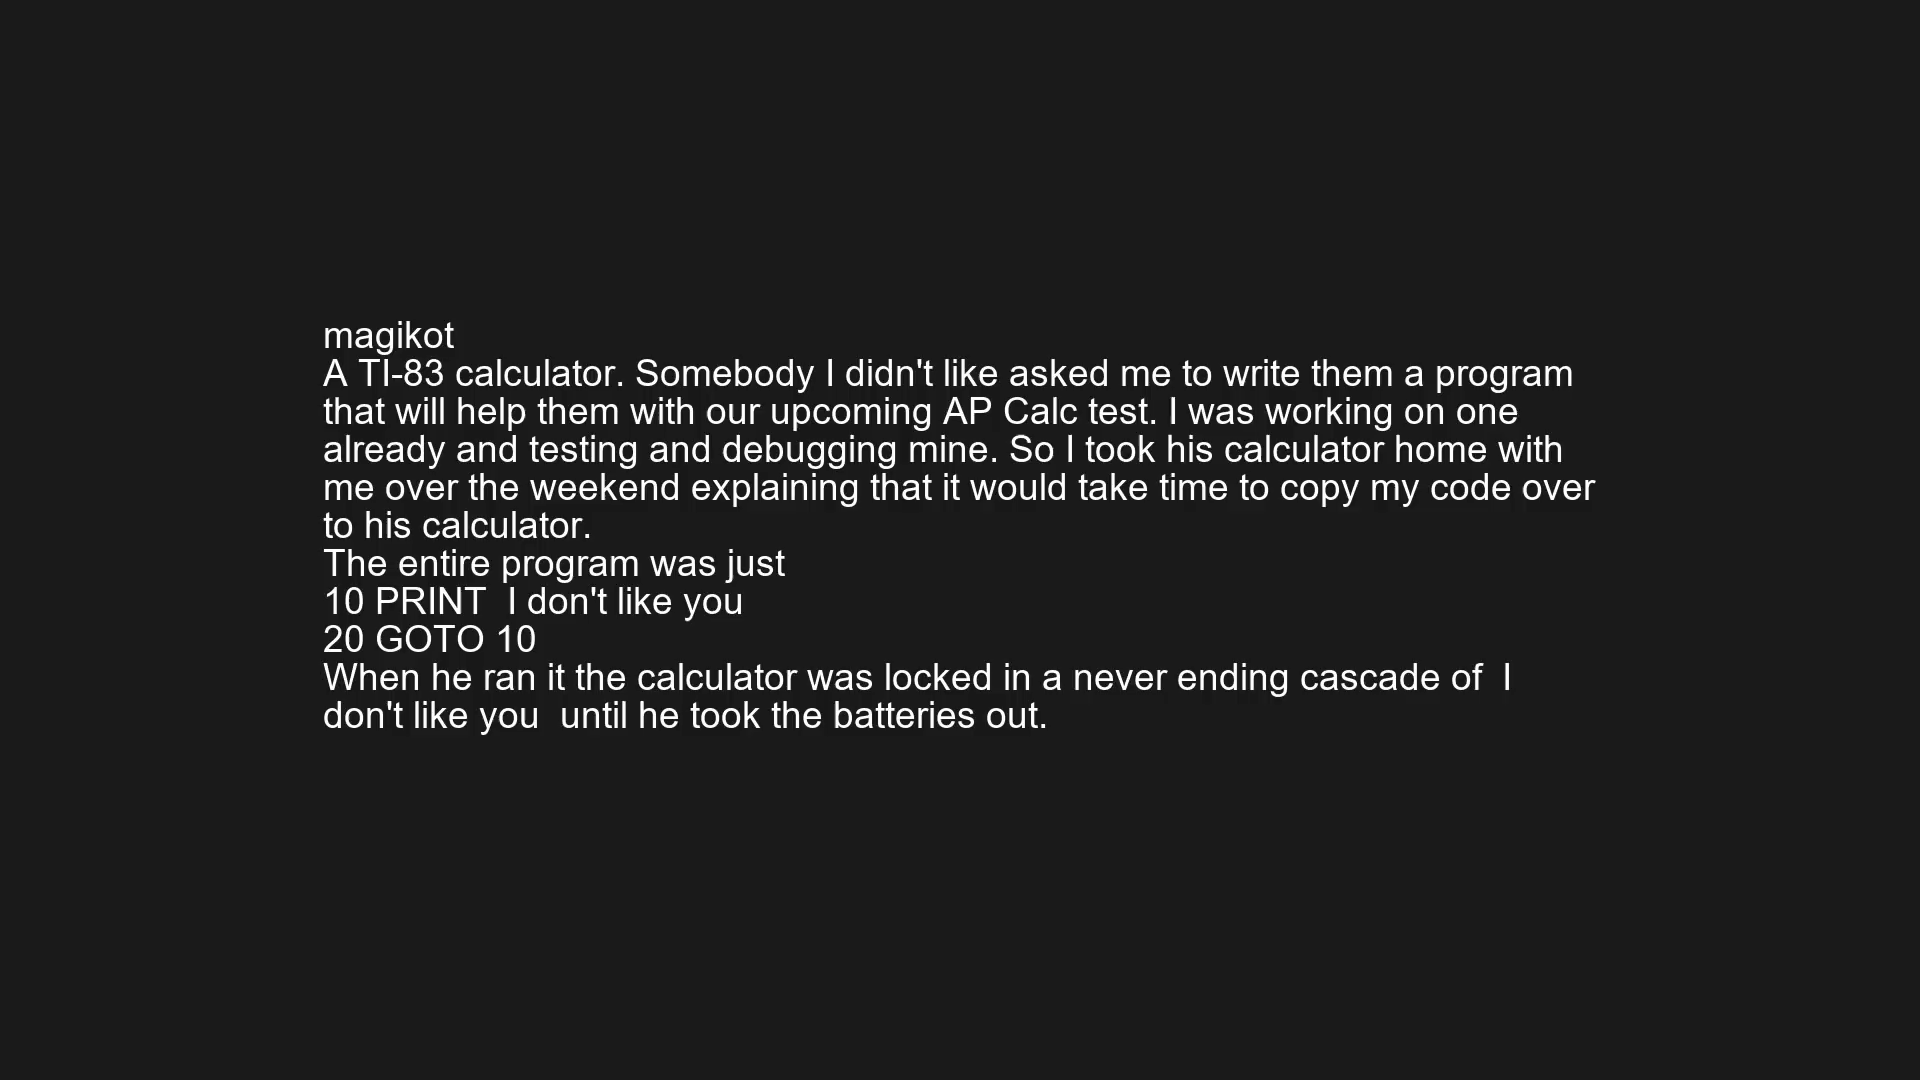 magikot
A TI-83 calculator. Somebody I didn't like asked me to write them a program
that will help them with our upcoming AP Calc test. I was working on one
already and testing and debugging mine. So I took his calculator home with
me over the weekend explaining that it would take time to copy my code over
to his calculator.
The entire program was just
10 PRINT  I don't like you
20 GOTO 10
When he ran it the calculator was locked in a never ending cascade of  I
don't like you  until he took the batteries out.